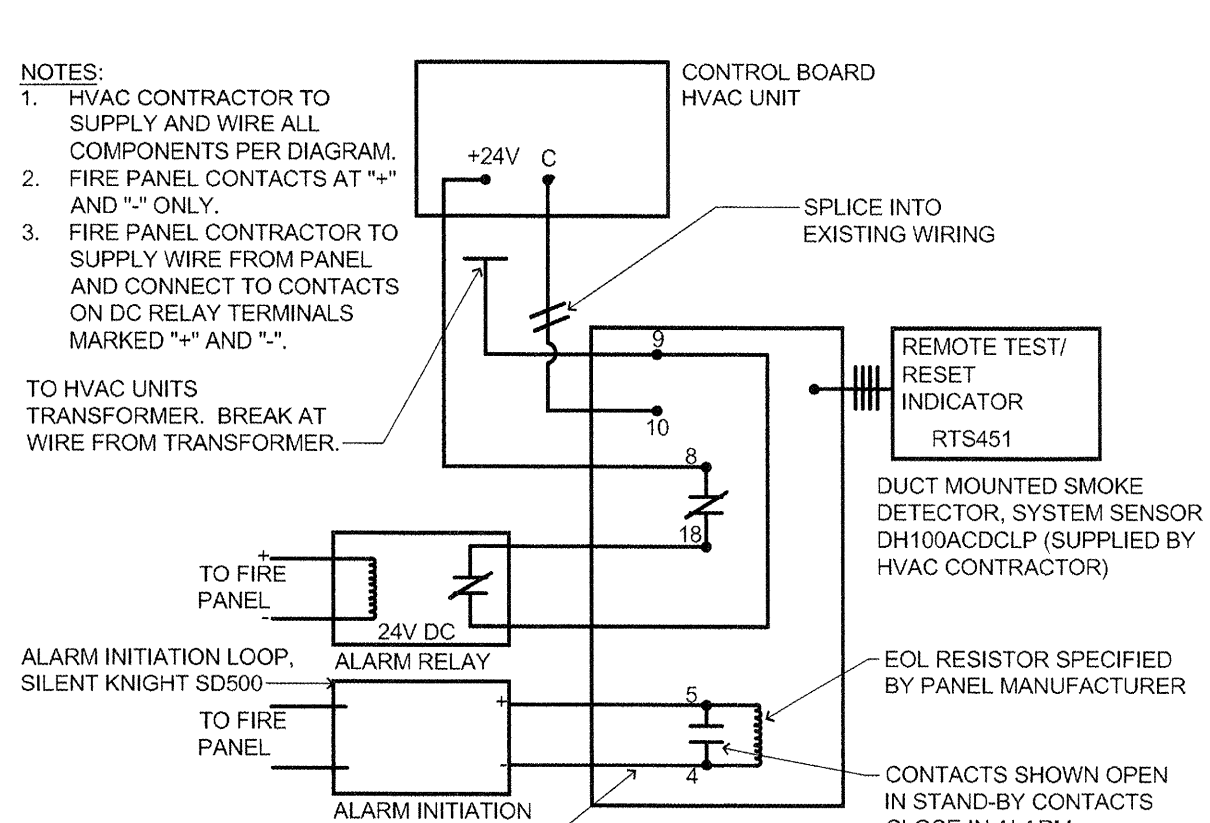 NOTES:
1. HVAC CONTRACTOR TO
SUPPLY AND WIRE ALL
COMPONENTS PER DIAGRAM.
2. FIRE PANEL CONTACTS AT "+"
AND "-" ONLY.
3. FIRE PANEL CONTRACTOR TO
SUPPLY WIRE FROM PANEL
AND CONNECT TO CONTACTS
ON DC RELAY TERMINALS
MARKED "+" AND "-".
TO HVAC UNITS
TRANSFORMER. BREAK AT
WIRE FROM TRANSFORMER.
CONTROL BOARD
HVAC UNIT
+24V C
SPLICE INTO
EXISTING WIRING
9
10
8
18
REMOTE TEST/
RESET
INDICATOR
RTS451
DUCT MOUNTED SMOKE
DETECTOR, SYSTEM SENSOR
DH100ACDCLP (SUPPLIED BY
HVAC CONTRACTOR)
+
TO FIRE
PANEL
-
24V DC
ALARM RELAY
ALARM INITIATION LOOP,
SILENT KNIGHT SD500
TO FIRE
PANEL
+
-
ALARM INITIATION
5
4
EOL RESISTOR SPECIFIED
BY PANEL MANUFACTURER
CONTACTS SHOWN OPEN
IN STAND-BY CONTACTS
CLOSE IN ALARM